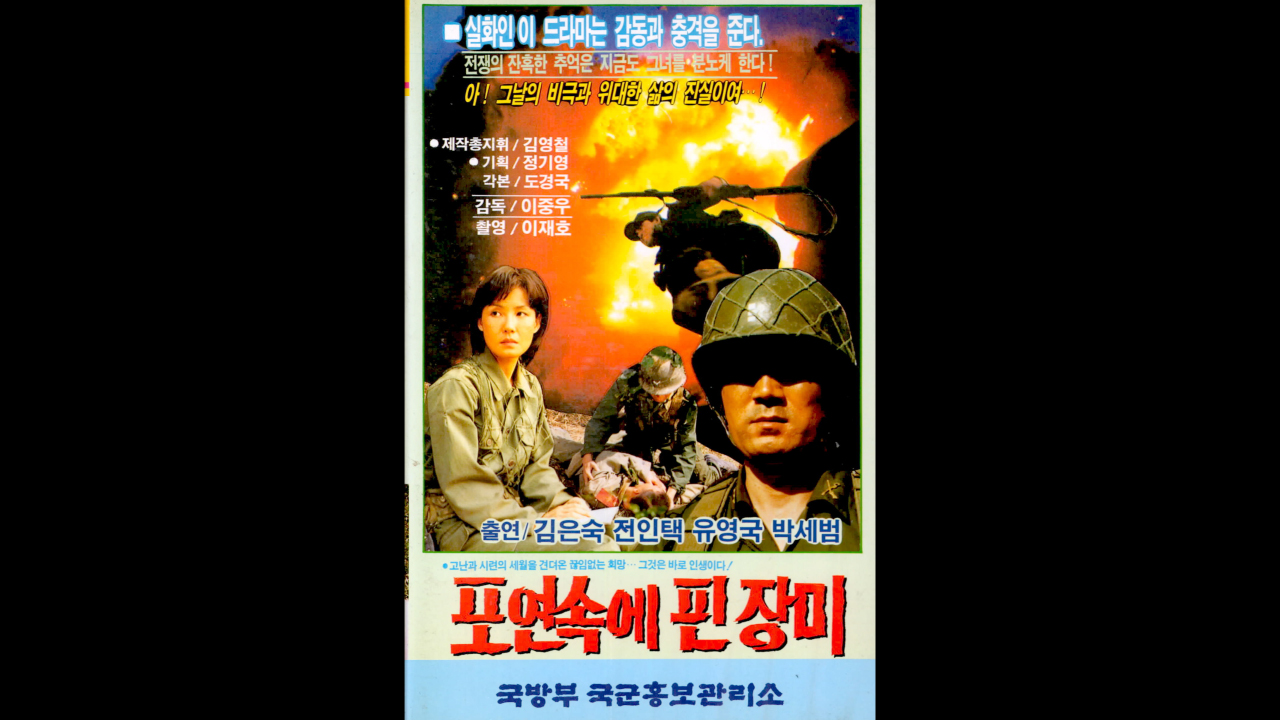 실화인 이 드라마는 감동과 충격을 준다.
전쟁의 잔혹한 추억은 지금도 그녀를 분노케 한다!
아! 그날의 비극과 위대한 삶의 진실이여…!
제작총지휘/김영철
기획/정기영
각본/도경국
감독/이중우
촬영/이재호
출연/김은숙 전인택 유영국 박세범
고난과 시련의 세월을 견뎌온 끊임없는 희망… 그것은 바로 인생이다!
포연속에 핀 장미
국방부 국군홍보관리소